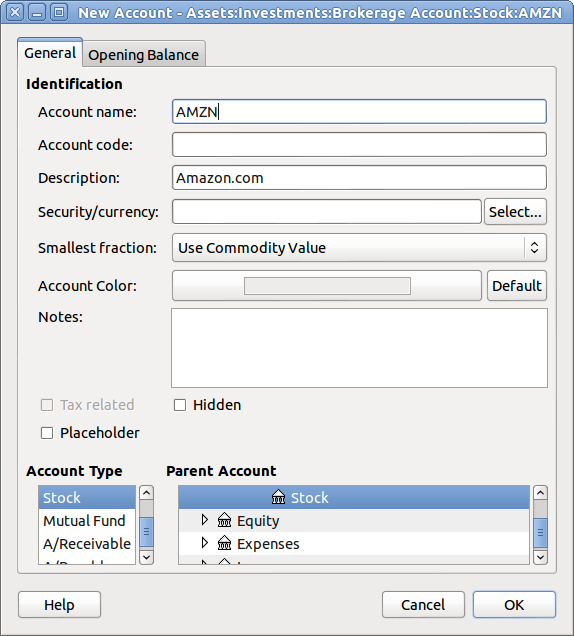 New Account - Assets:Investments:Brokerage Account:Stock:AMZN
General Opening Balance
Identification
Account name: AMZN
Account code:
Description: Amazon.com
Security/currency: Select...
Smallest fraction: Use Commodity Value
Account Color: Default
Notes:
Tax related Hidden
Placeholder
Account Type Parent Account
Stock Stock
Mutual Fund Equity
A/Receivable Expenses
Help Cancel OK